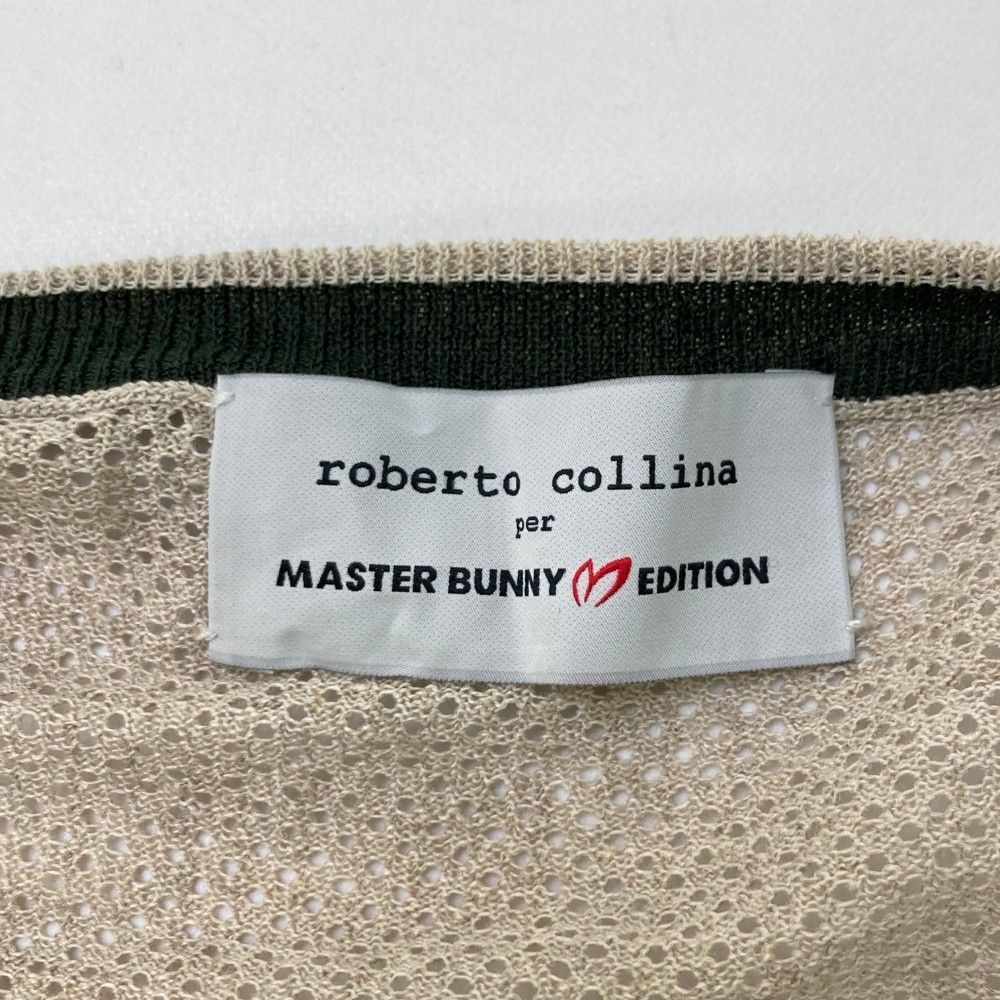 roberto collina
per
MASTER BUNNY EDITION